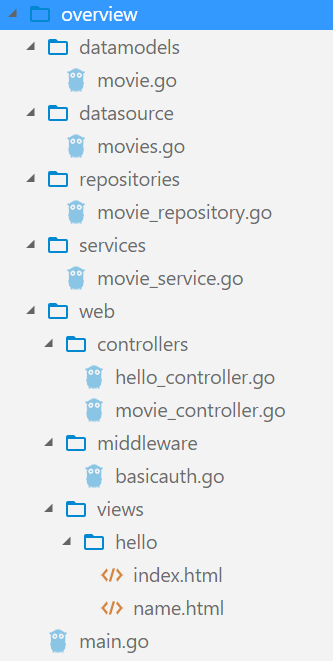 overview
datamodels
movie.go
datasource
movies.go
repositories
movie_repository.go
services
movie_service.go
web
controllers
hello_controller.go
movie_controller.go
middleware
basicauth.go
views
hello
index.html
name.html
main.go